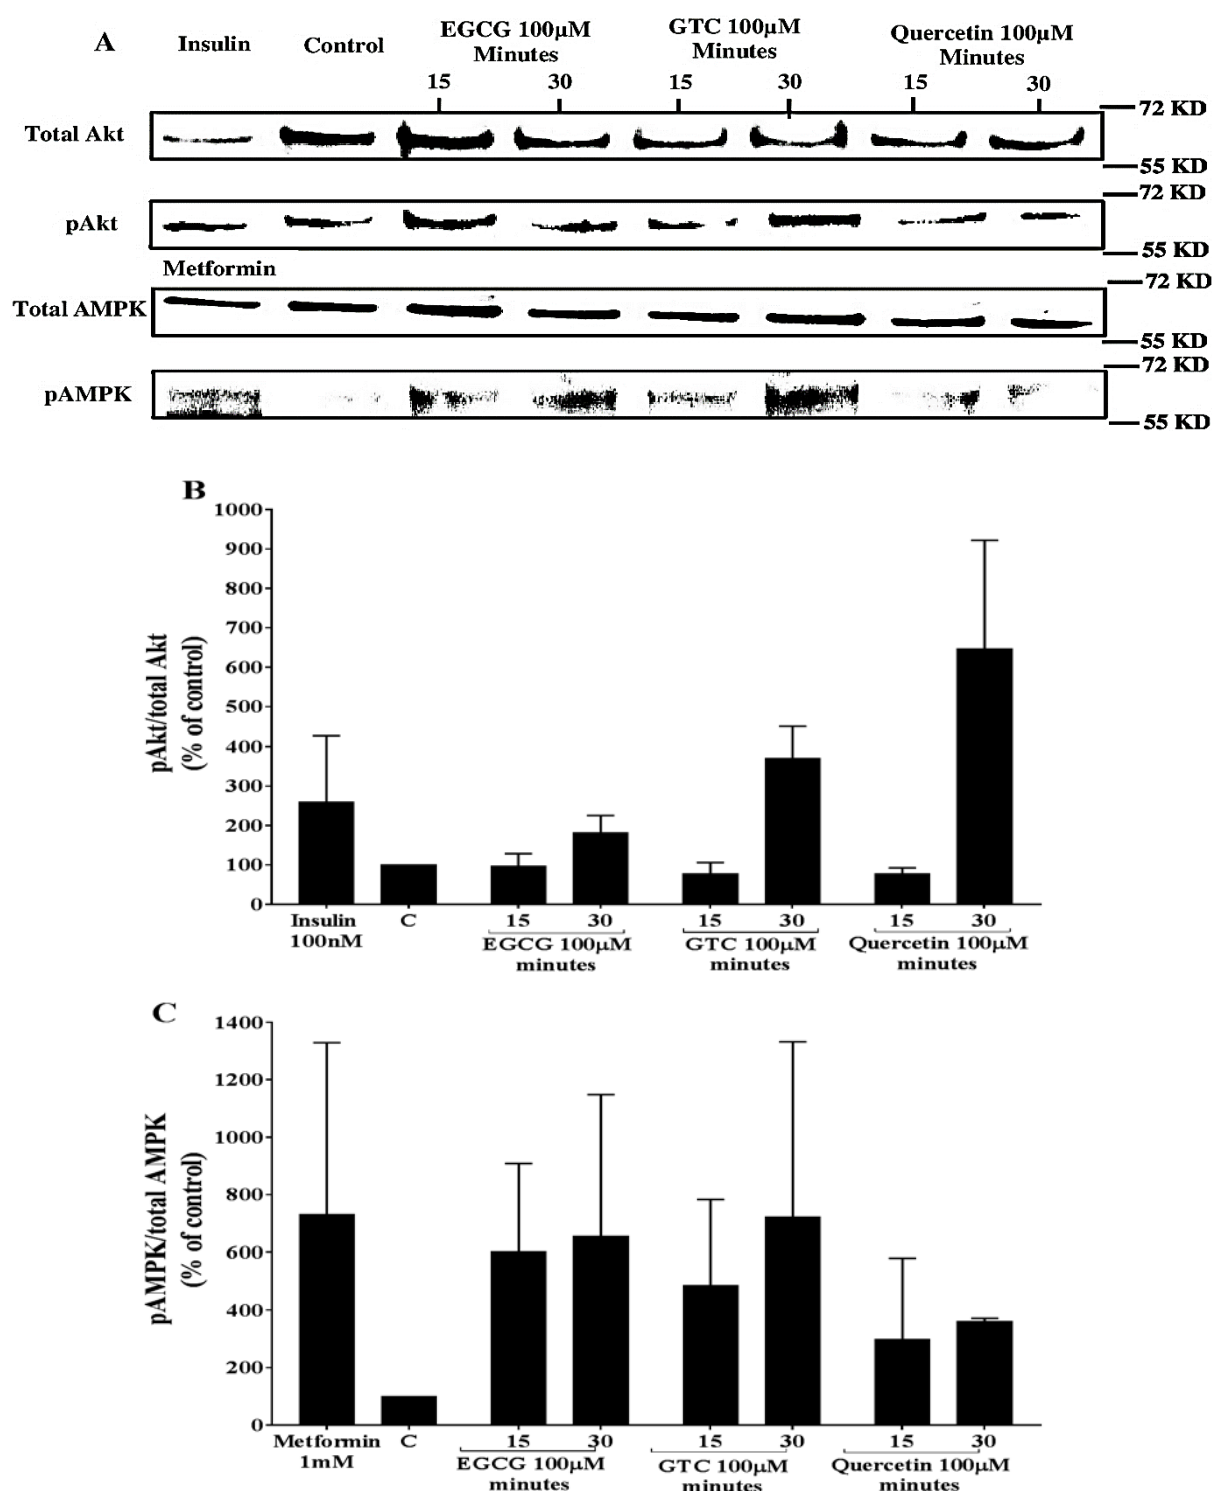 A
Insulin
Control
EGCG 100μM
Minutes
GTC 100μM
Minutes
Quercetin 100μM
Minutes
15 30 15 30 15 30
Total Akt
72 KD
55 KD
pAkt
72 KD
55 KD
Metformin
Total AMPK
72 KD
55 KD
pAMPK
72 KD
55 KD
B
pAkt/total Akt
(% of control)
1000
900
800
700
600
500
400
300
200
100
0
Insulin
100nM
C
15 30 15 30 15 30
EGCG 100μM
minutes
GTC 100μM
minutes
Quercetin 100μM
minutes
C
pAMPK/total AMPK
(% of control)
1400
1200
1000
800
600
400
200
0
Metformin
1mM
C
15 30 15 30 15 30
EGCG 100μM
minutes
GTC 100μM
minutes
Quercetin 100μM
minutes